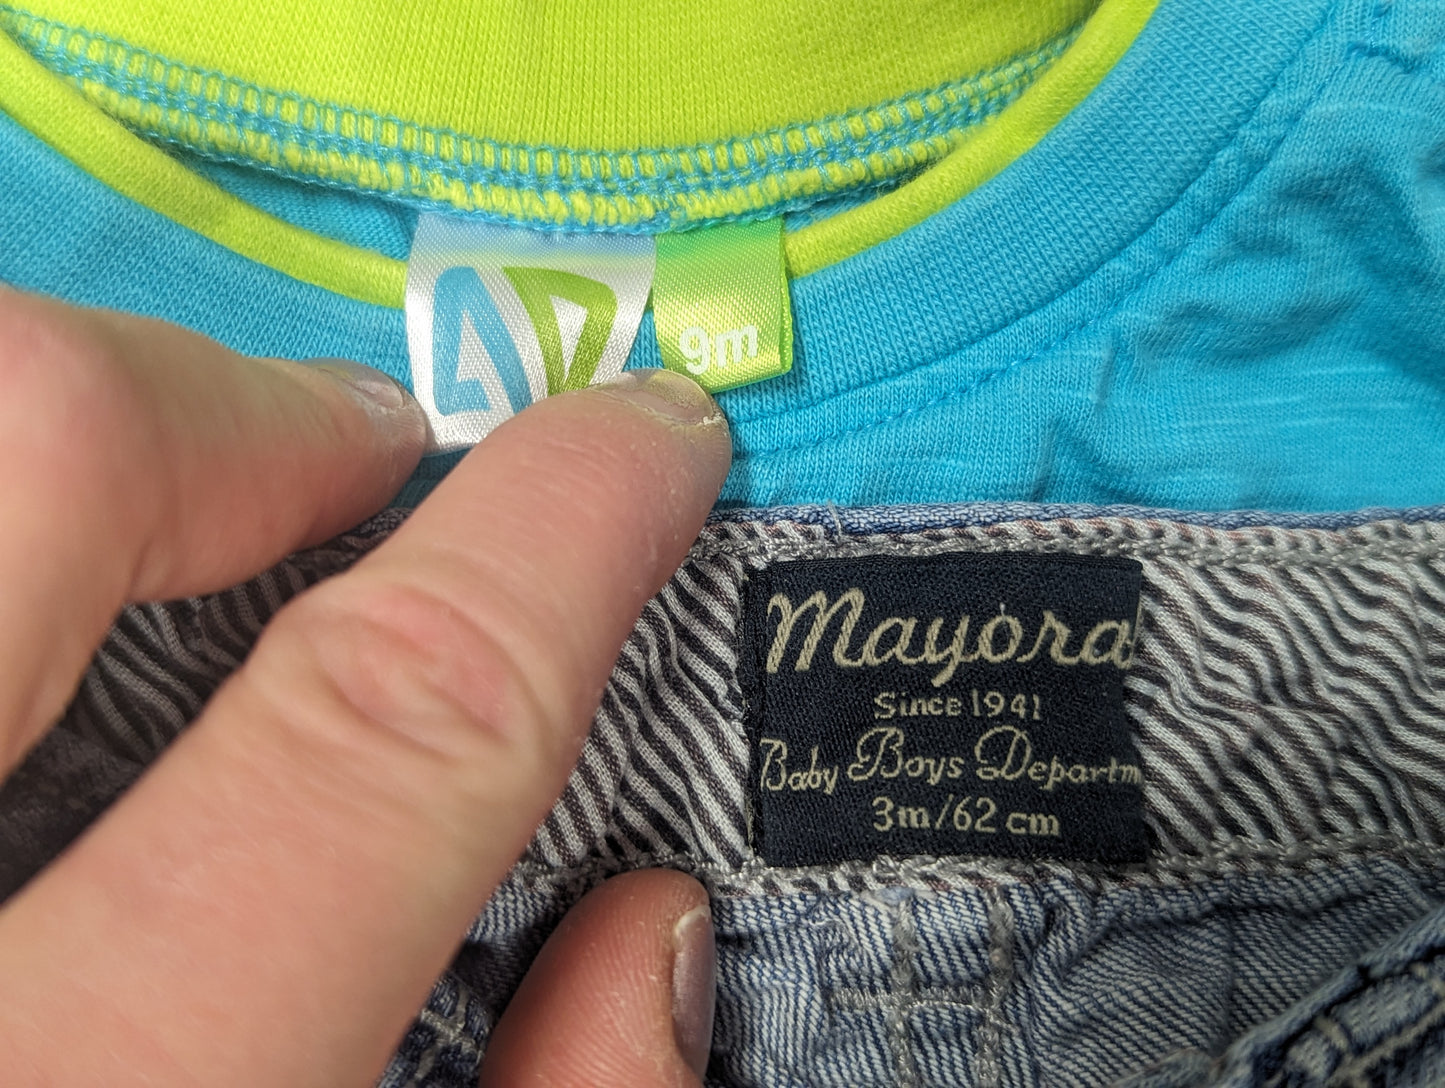 9m
Mayoral
Since 1941
Baby Boys Departm
3m/62 cm